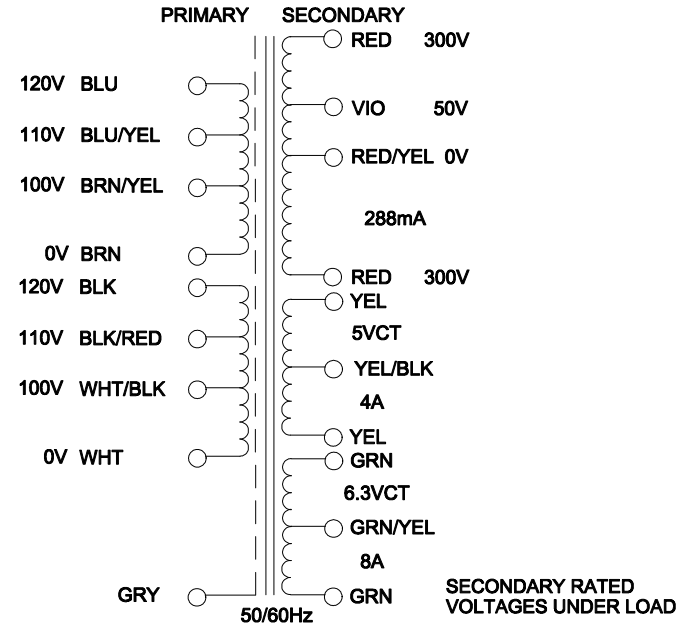 PRIMARY SECONDARY
RED 300V
120V BLU
VIO 50V
110V BLU/YEL
RED/YEL 0V
100V BRN/YEL
288mA
0V BRN
RED 300V
120V BLK
YEL
110V BLK/RED
5VCT
YEL/BLK
100V WHT/BLK
4A
YEL
0V WHT
GRN
6.3VCT
GRN/YEL
8A
GRY
GRN
SECONDARY RATED
VOLTAGES UNDER LOAD
50/60Hz